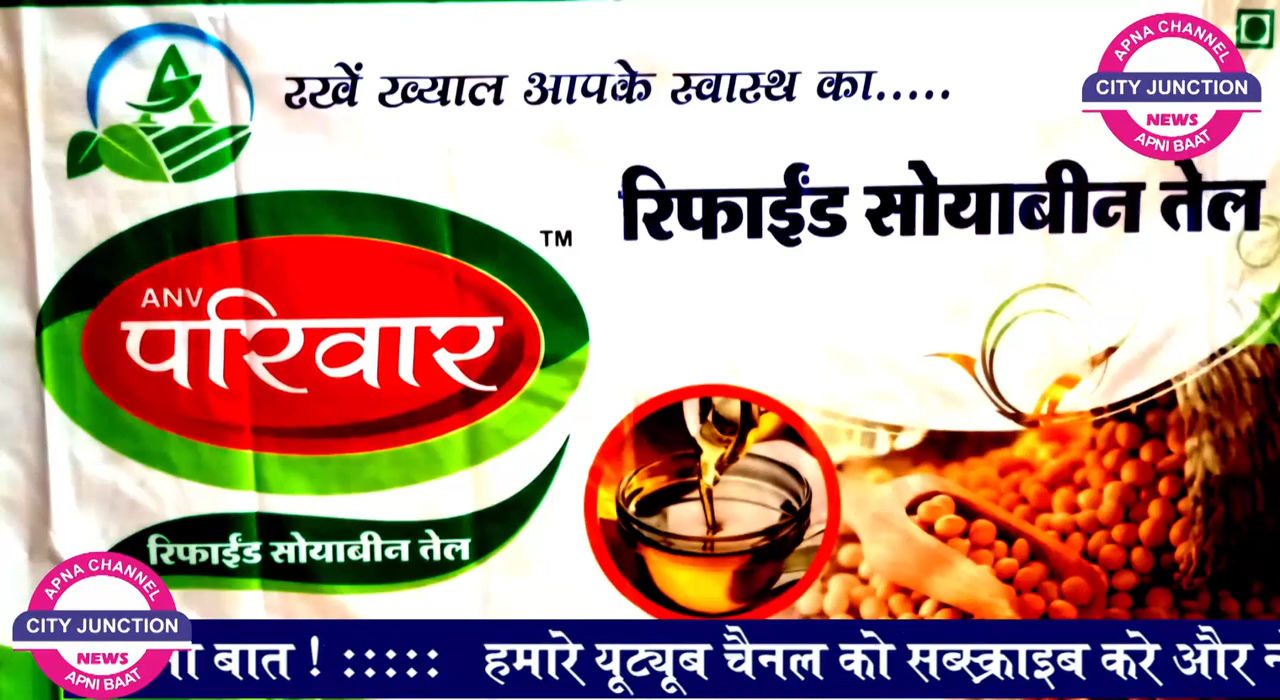 रखें ख्याल आपके स्वास्थ का.....
APNA CHANNEL
CITY JUNCTION
NEWS
APNI BAAT
रिफाईंड सोयाबीन तेल
TM
ANV
परिवार
रिफाईंड सोयाबीन तेल
APNA CHANNEL
CITY JUNCTION
NEWS
APNI BAAT
बात ! ::::: हमारे यूट्यूब चैनल को सब्स्क्राइब करे और